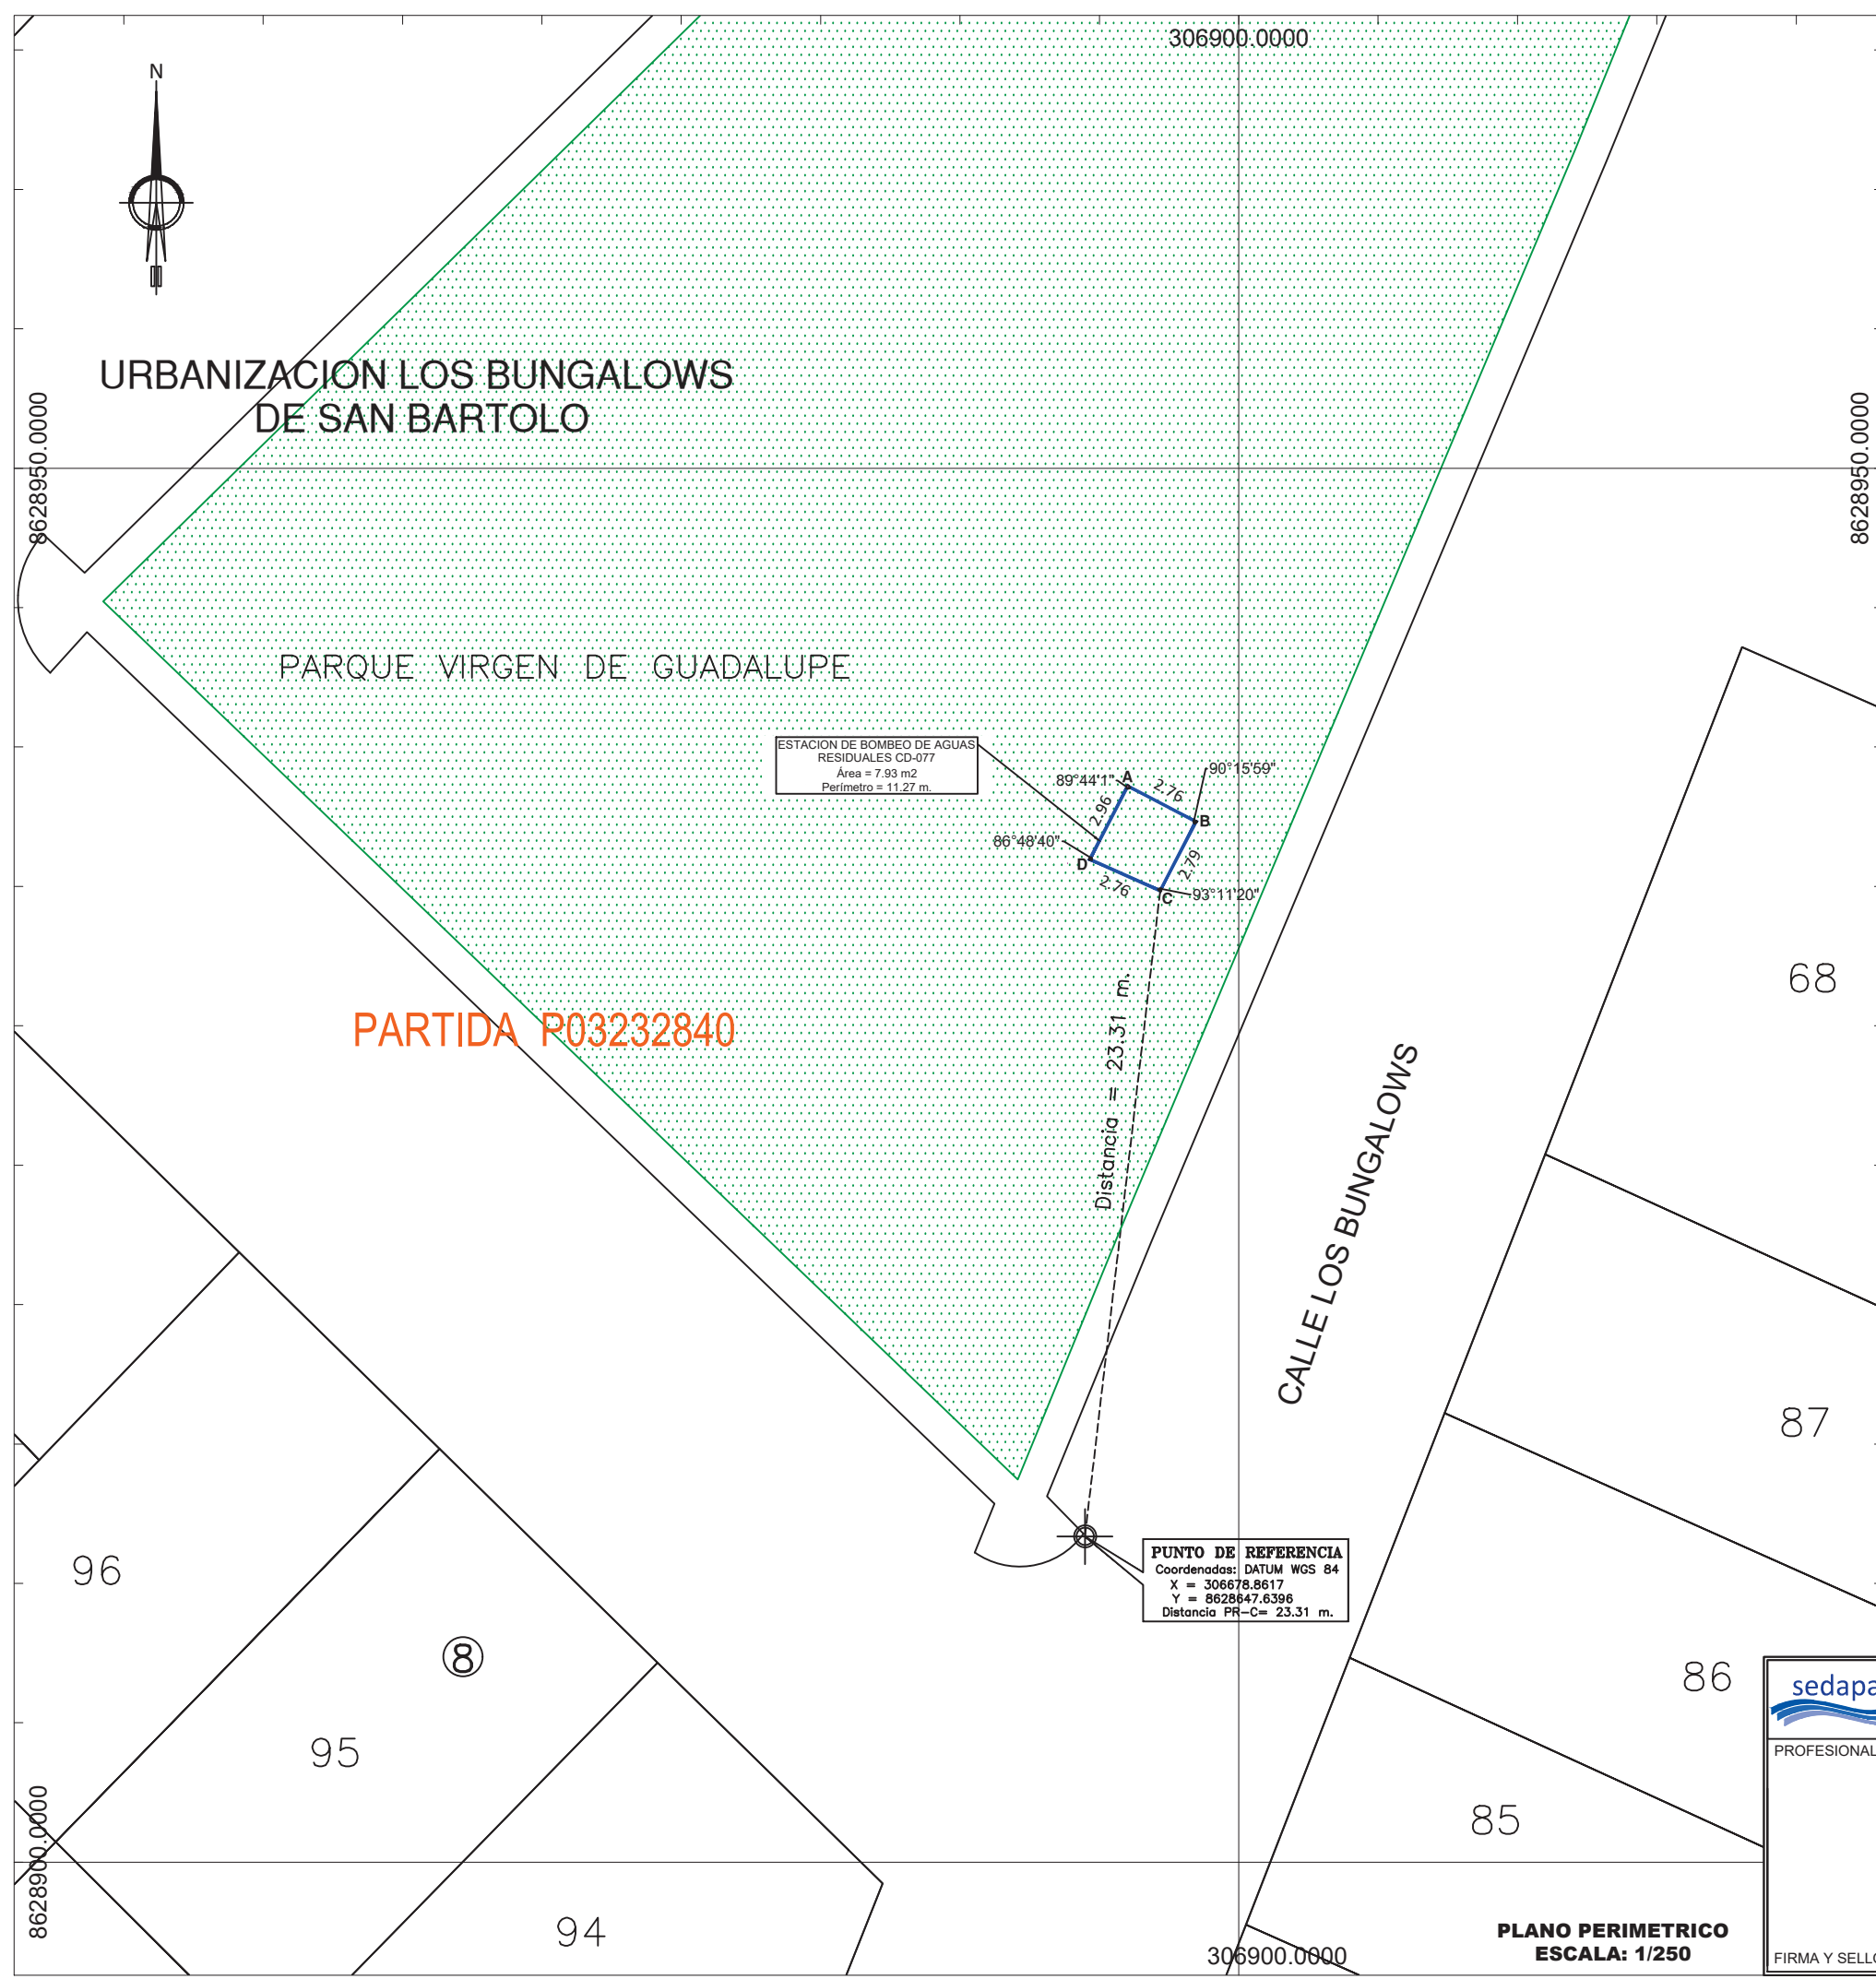 306900.0000
N
URBANIZACION LOS BUNGALOWS
DE SAN BARTOLO
8628950.0000
8628950.0000
PARQUE VIRGEN DE GUADALUPE
ESTACION DE BOMBEO DE AGUAS
RESIDUALES CD-077
Área = 7.93 m2
Perímetro = 11.27 m.
89°44'1"
A
2.76
90°15'59"
B
2.96
86°48'40"
D
2.79
2.76
C
93°11'20"
Distancia = 23.31 m.
PARTIDA P03232840
68
CALLE LOS BUNGALOWS
87
PUNTO DE REFERENCIA
Coordenadas: DATUM WGS 84
X = 306678.8617
Y = 8628647.6396
Distancia PR-C= 23.31 m.
96
8
95
86
85
94
sedapa
PROFESIONAL
8628900.0000
306900.0000
PLANO PERIMETRICO
ESCALA: 1/250
FIRMA Y SELLO